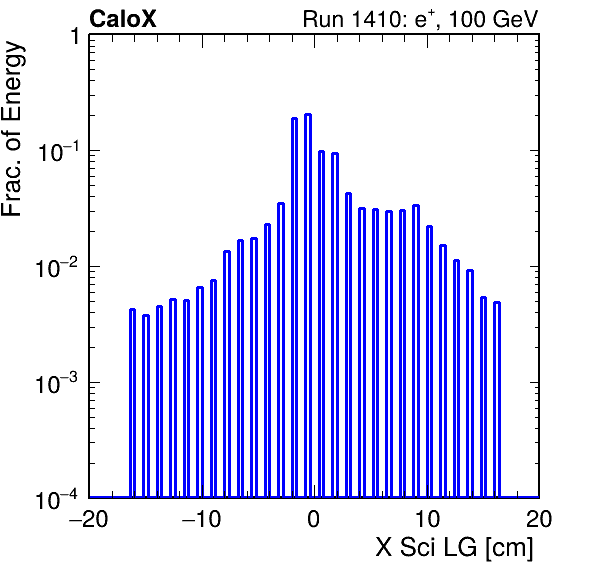 CaloX Run 1410: e⁺, 100 GeV
Frac. of Energy
1
10⁻¹
10⁻²
10⁻³
10⁻⁴
−20 −10 0 10 20
X Sci LG [cm]